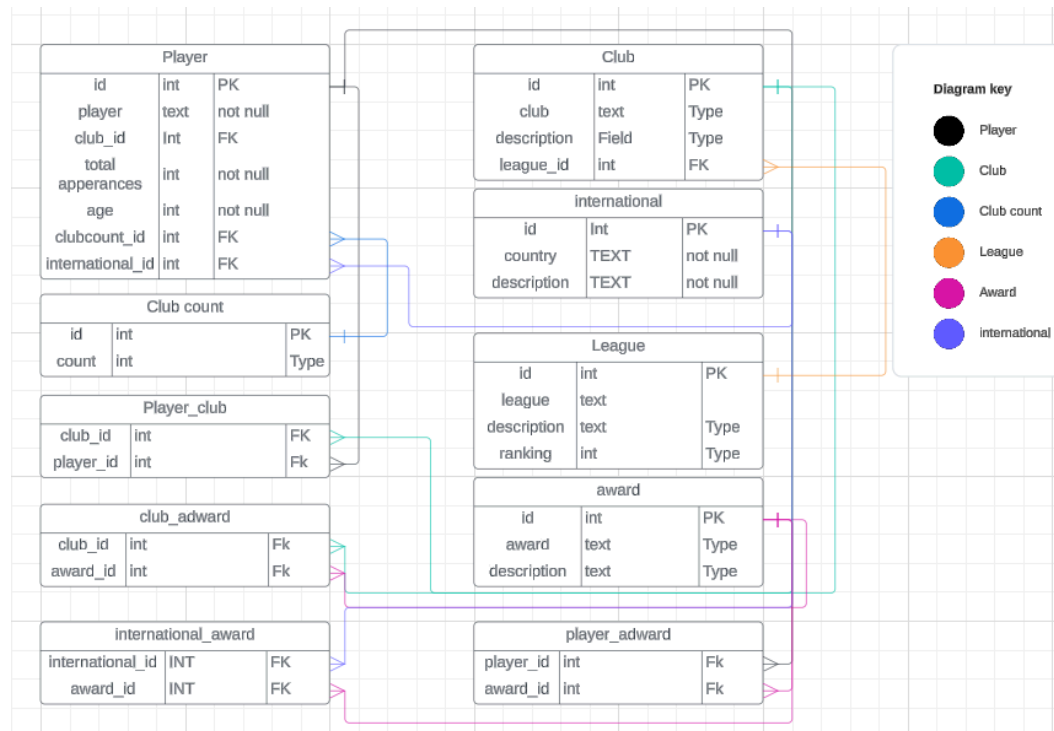 Player
id int PK
player text not null
club_id Int FK
total
apperances int not null
age int not null
clubcount_id int FK
international_id int FK
Club count
id int PK
count int Type
Player_club
club_id int FK
player_id int Fk
club_adward
club_id int Fk
award_id int Fk
international_award
international_id INT FK
award_id INT FK
Club
id int PK
club text Type
description Field Type
league_id int FK
international
id Int PK
country TEXT not null
description TEXT not null
League
id int PK
league text
description text Type
ranking int Type
award
id int PK
award text Type
description text Type
player_adward
player_id int Fk
award_id int Fk
Diagram key
Player
Club
Club count
League
Award
international